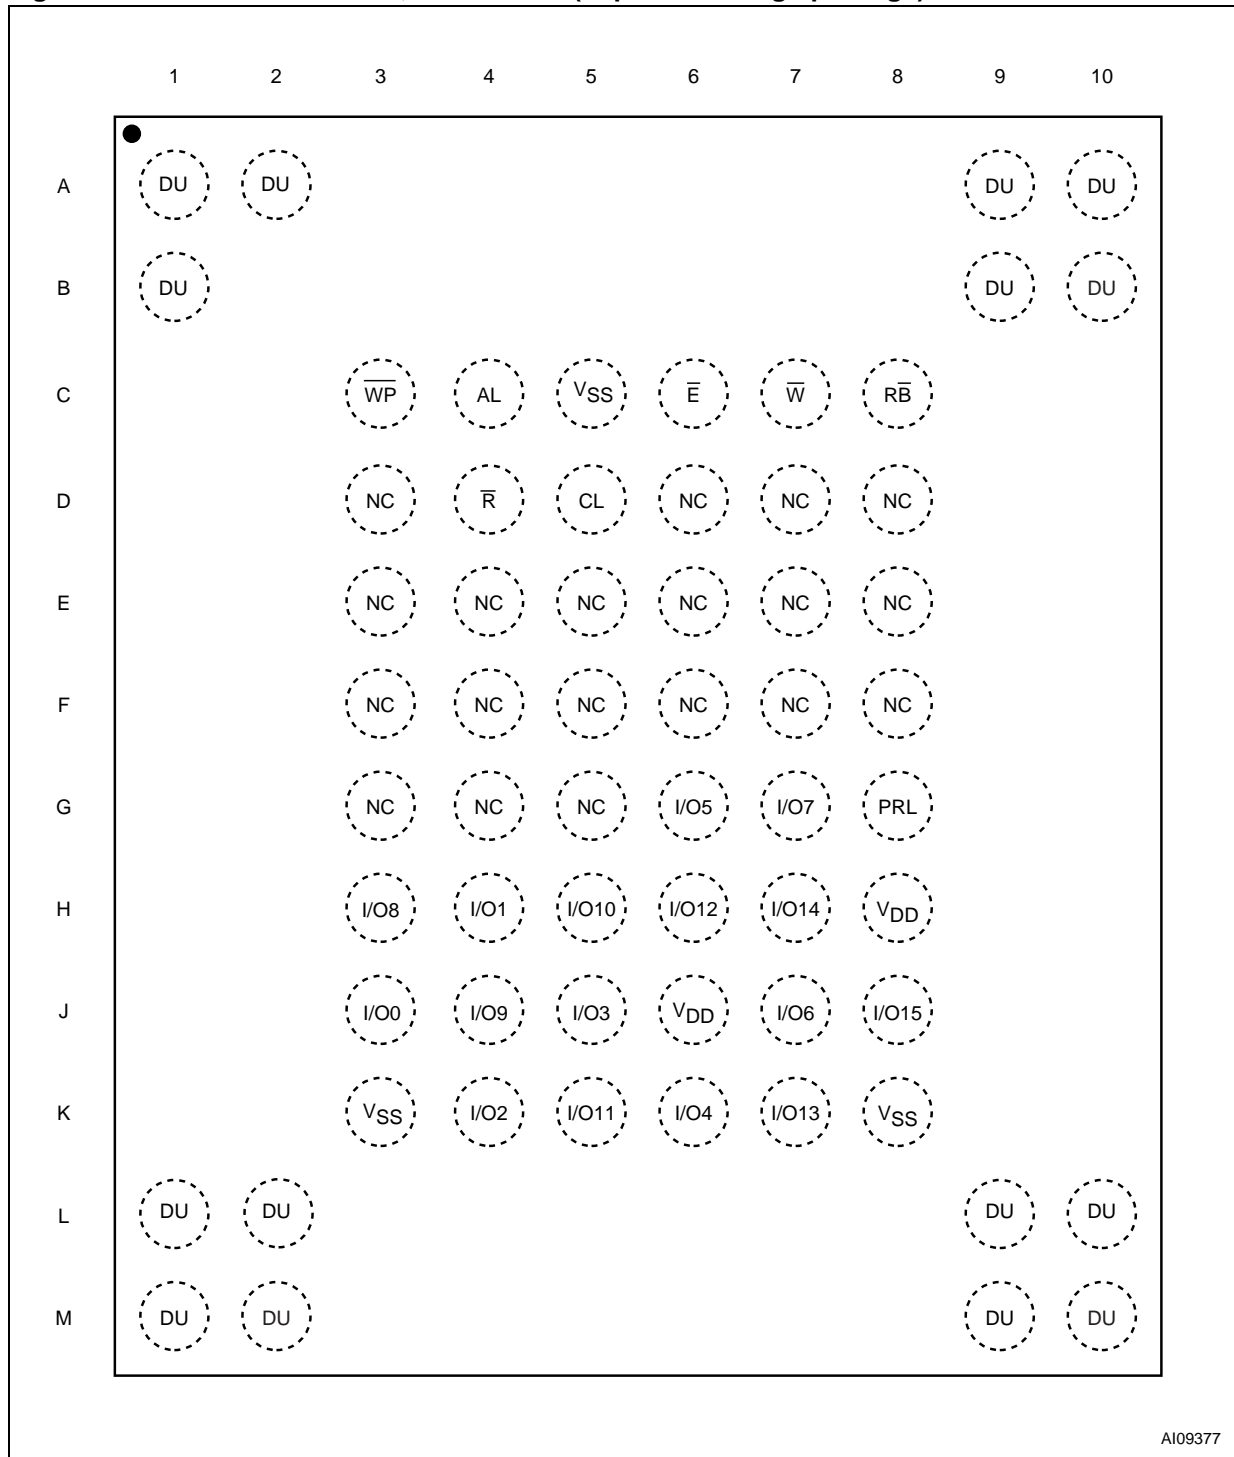 1 2 3 4 5 6 7 8 9 10
A DU DU DU DU
B DU DU DU
C W̅P̅ AL VSS E̅ W̅ RB̅
D NC R̅ CL NC NC NC
E NC NC NC NC NC NC
F NC NC NC NC NC NC
G NC NC NC I/O5 I/O7 PRL
H I/O8 I/O1 I/O10 I/O12 I/O14 VDD
J I/O0 I/O9 I/O3 VDD I/O6 I/O15
K VSS I/O2 I/O11 I/O4 I/O13 VSS
L DU DU DU DU
M DU DU DU DU
AI09377